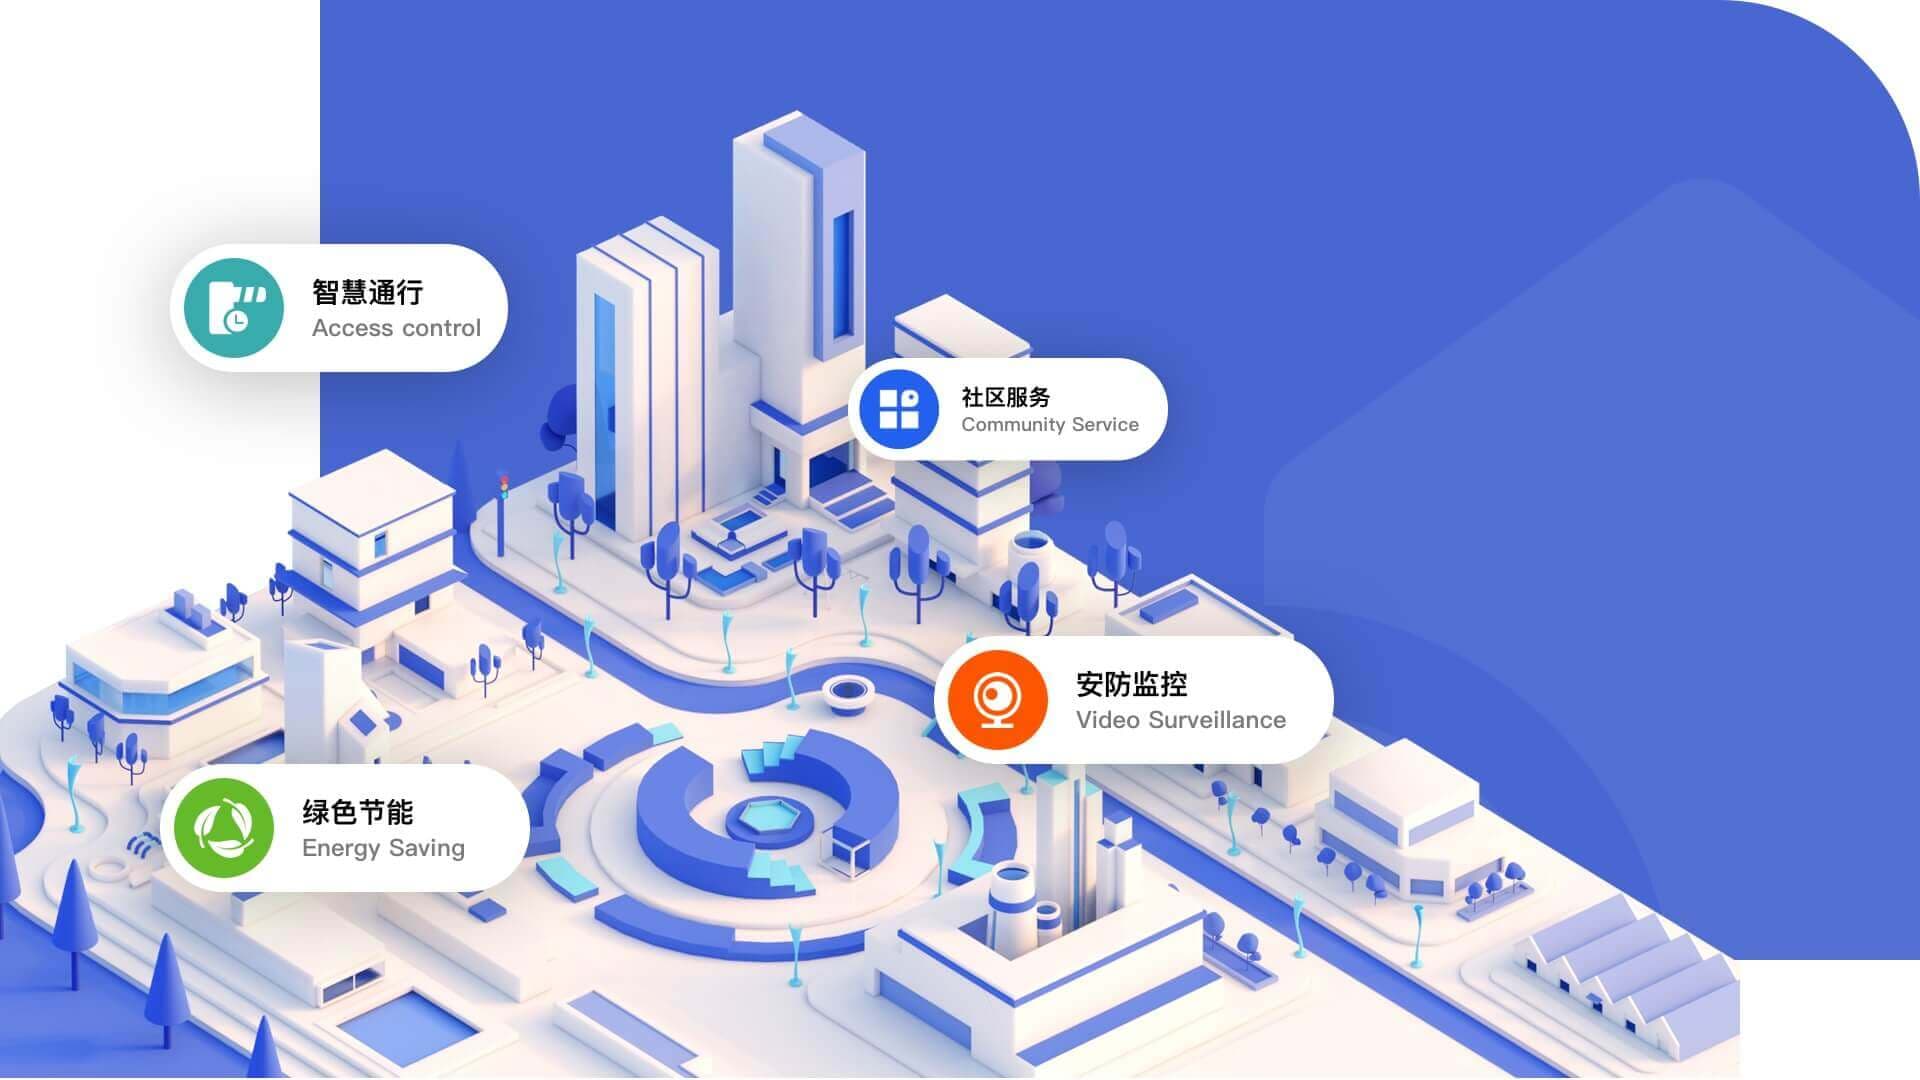 智慧通行
Access control
社区服务
Community Service
安防监控
Video Surveillance
绿色节能
Energy Saving